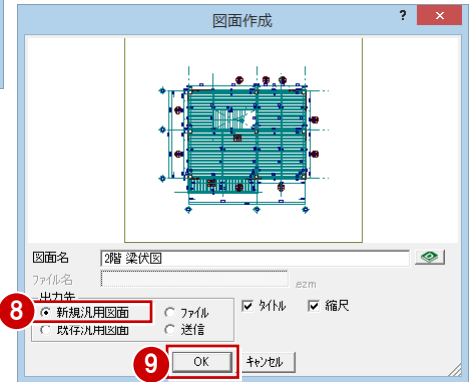 図面作成
? ×
図面名 2階 梁伏図
ファイル名 .ezm
出力先
8 新規汎用図面 ファイル タイトル 縮尺
既存汎用図面 送信
9 OK キャンセル